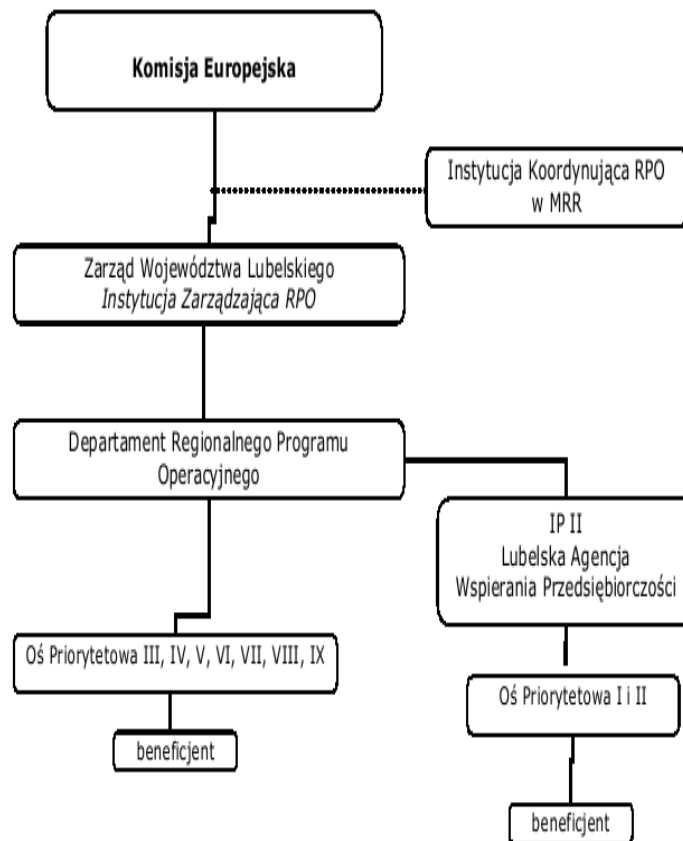 Komisja Europejska
Instytucja Koordynująca RPO
w MRR
Zarząd Województwa Lubelskiego
Instytucja Zarządzająca RPO
Departament Regionalnego Programu
Operacyjnego
IP II
Lubelska Agencja
Wspierania Przedsiębiorczości
Oś Priorytetowa III, IV, V, VI, VII, VIII, IX
Oś Priorytetowa I i II
beneficjent
beneficjent